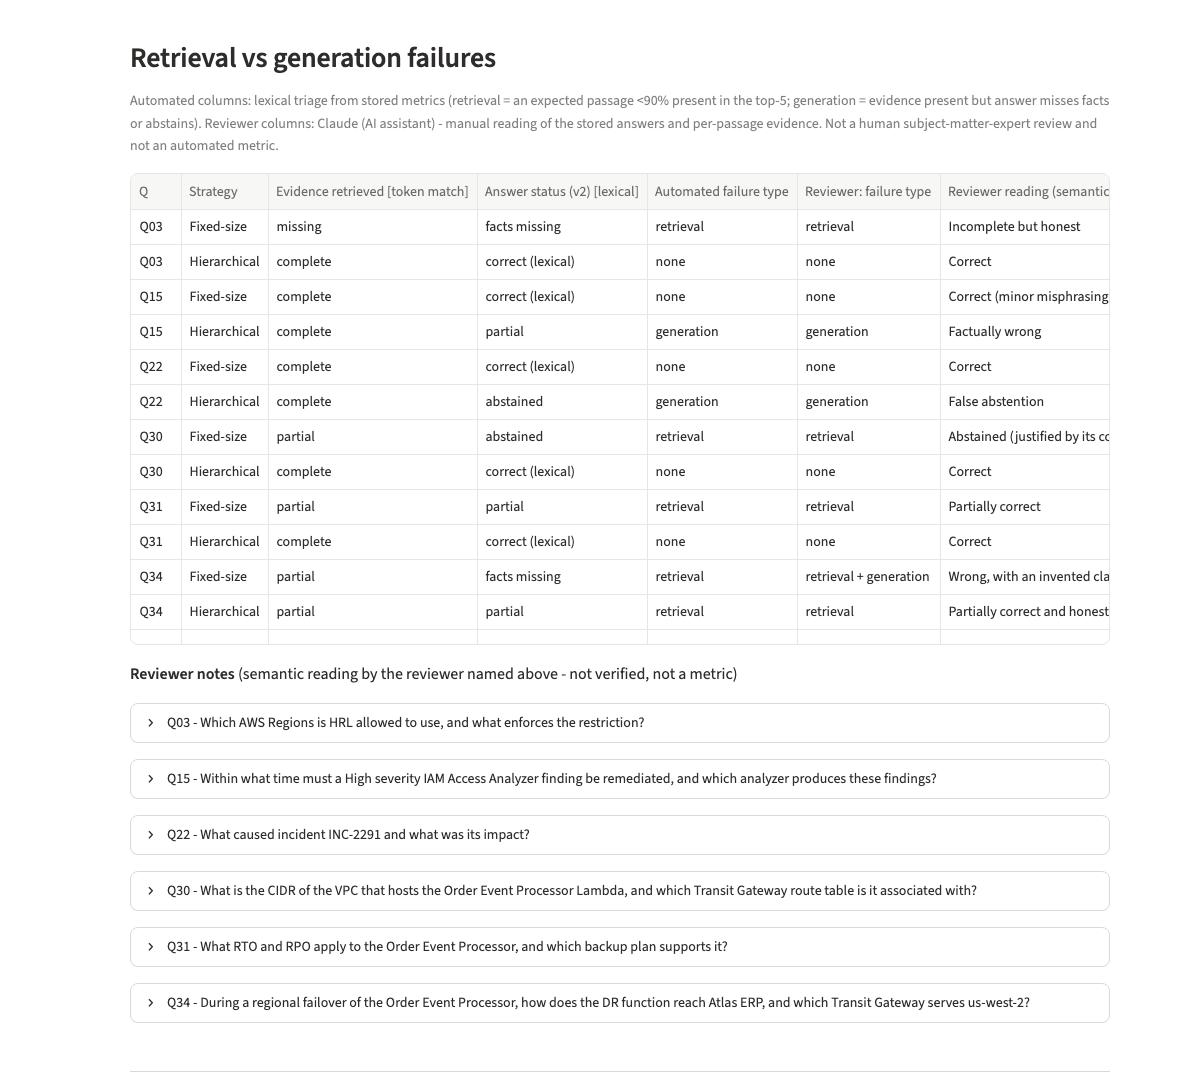 Retrieval vs generation failures
Automated columns: lexical triage from stored metrics (retrieval = an expected passage <90% present in the top-5; generation = evidence present but answer misses facts
or abstains). Reviewer columns: Claude (AI assistant) - manual reading of the stored answers and per-passage evidence. Not a human subject-matter-expert review and
not an automated metric.
Q Strategy Evidence retrieved [token match] Answer status (v2) [lexical] Automated failure type Reviewer: failure type Reviewer reading (semantic
Q03 Fixed-size missing facts missing retrieval retrieval Incomplete but honest
Q03 Hierarchical complete correct (lexical) none none Correct
Q15 Fixed-size complete correct (lexical) none none Correct (minor misphrasing
Q15 Hierarchical complete partial generation generation Factually wrong
Q22 Fixed-size complete correct (lexical) none none Correct
Q22 Hierarchical complete abstained generation generation False abstention
Q30 Fixed-size partial abstained retrieval retrieval Abstained (justified by its co
Q30 Hierarchical complete correct (lexical) none none Correct
Q31 Fixed-size partial partial retrieval retrieval Partially correct
Q31 Hierarchical complete correct (lexical) none none Correct
Q34 Fixed-size partial facts missing retrieval retrieval + generation Wrong, with an invented cla
Q34 Hierarchical partial partial retrieval retrieval Partially correct and honest
Reviewer notes (semantic reading by the reviewer named above - not verified, not a metric)
Q03 - Which AWS Regions is HRL allowed to use, and what enforces the restriction?
Q15 - Within what time must a High severity IAM Access Analyzer finding be remediated, and which analyzer produces these findings?
Q22 - What caused incident INC-2291 and what was its impact?
Q30 - What is the CIDR of the VPC that hosts the Order Event Processor Lambda, and which Transit Gateway route table is it associated with?
Q31 - What RTO and RPO apply to the Order Event Processor, and which backup plan supports it?
Q34 - During a regional failover of the Order Event Processor, how does the DR function reach Atlas ERP, and which Transit Gateway serves us-west-2?